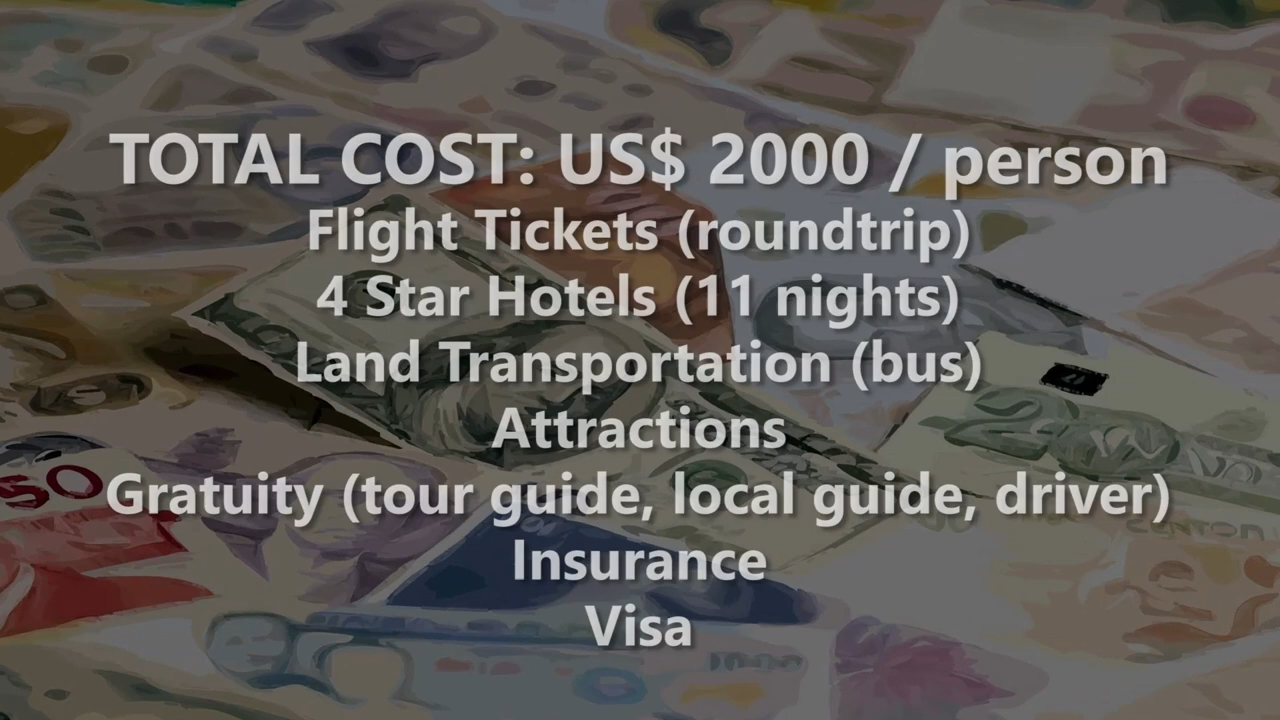 TOTAL COST: US$ 2000 / person
Flight Tickets (roundtrip)
4 Star Hotels (11 nights)
Land Transportation (bus)
Attractions
Gratuity (tour guide, local guide, driver)
Insurance
Visa
50